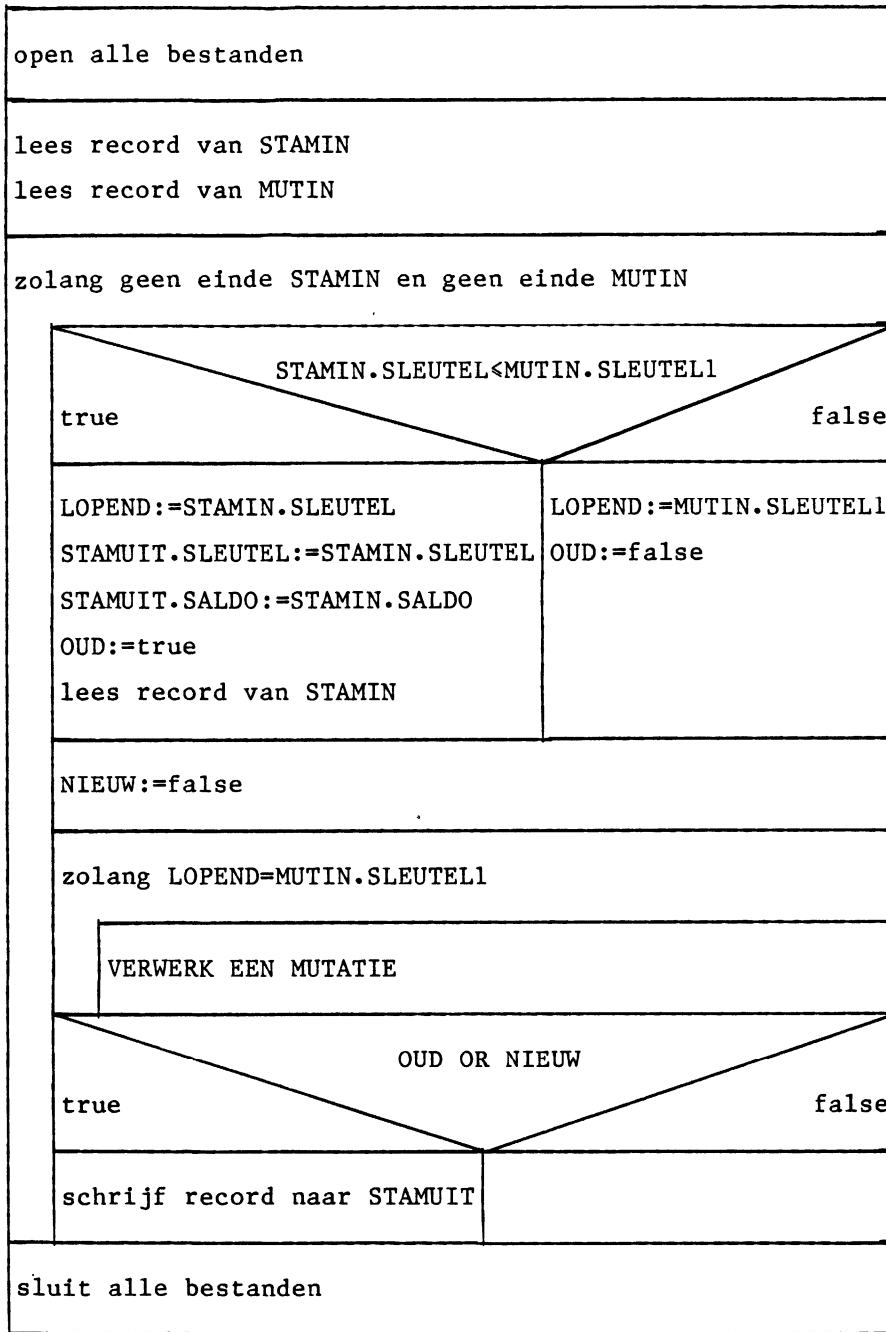 open alle bestanden
lees record van STAMIN
lees record van MUTIN
zolang geen einde STAMIN en geen einde MUTIN
STAMIN.SLEUTEL≤MUTIN.SLEUTEL1
true
false
LOPEND:=STAMIN.SLEUTEL
STAMUIT.SLEUTEL:=STAMIN.SLEUTEL
STAMUIT.SALDO:=STAMIN.SALDO
OUD:=true
lees record van STAMIN
LOPEND:=MUTIN.SLEUTEL1
OUD:=false
NIEUW:=false
zolang LOPEND=MUTIN.SLEUTEL1
VERWERK EEN MUTATIE
OUD OR NIEUW
true
false
schrijf record naar STAMUIT
sluit alle bestanden